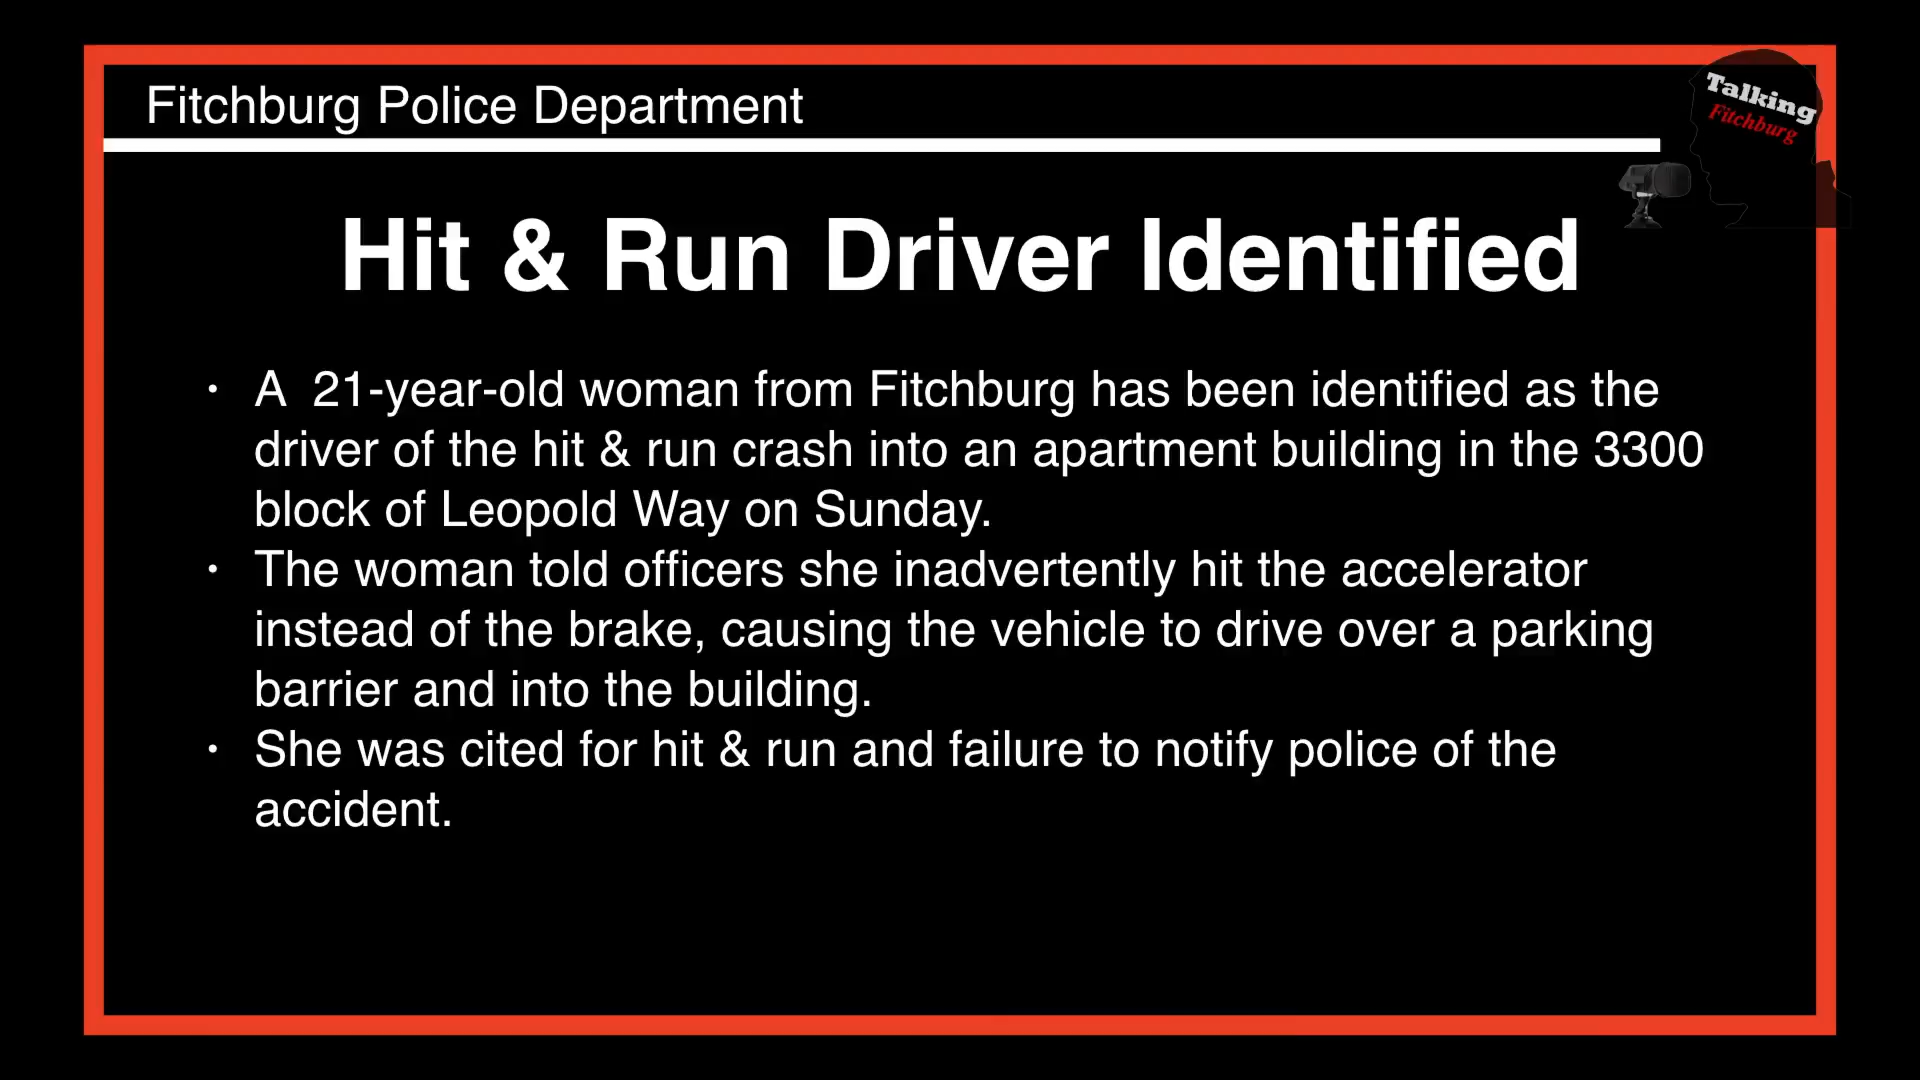 Fitchburg Police Department
Talking
Fitchburg
Hit & Run Driver Identified
· A  21-year-old woman from Fitchburg has been identified as the
driver of the hit & run crash into an apartment building in the 3300
block of Leopold Way on Sunday.
· The woman told officers she inadvertently hit the accelerator
instead of the brake, causing the vehicle to drive over a parking
barrier and into the building.
· She was cited for hit & run and failure to notify police of the
accident.